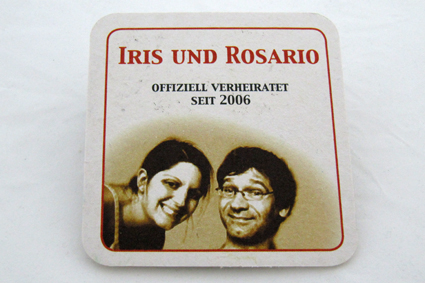 Iris und Rosario
offiziell verheiratet
seit 2006